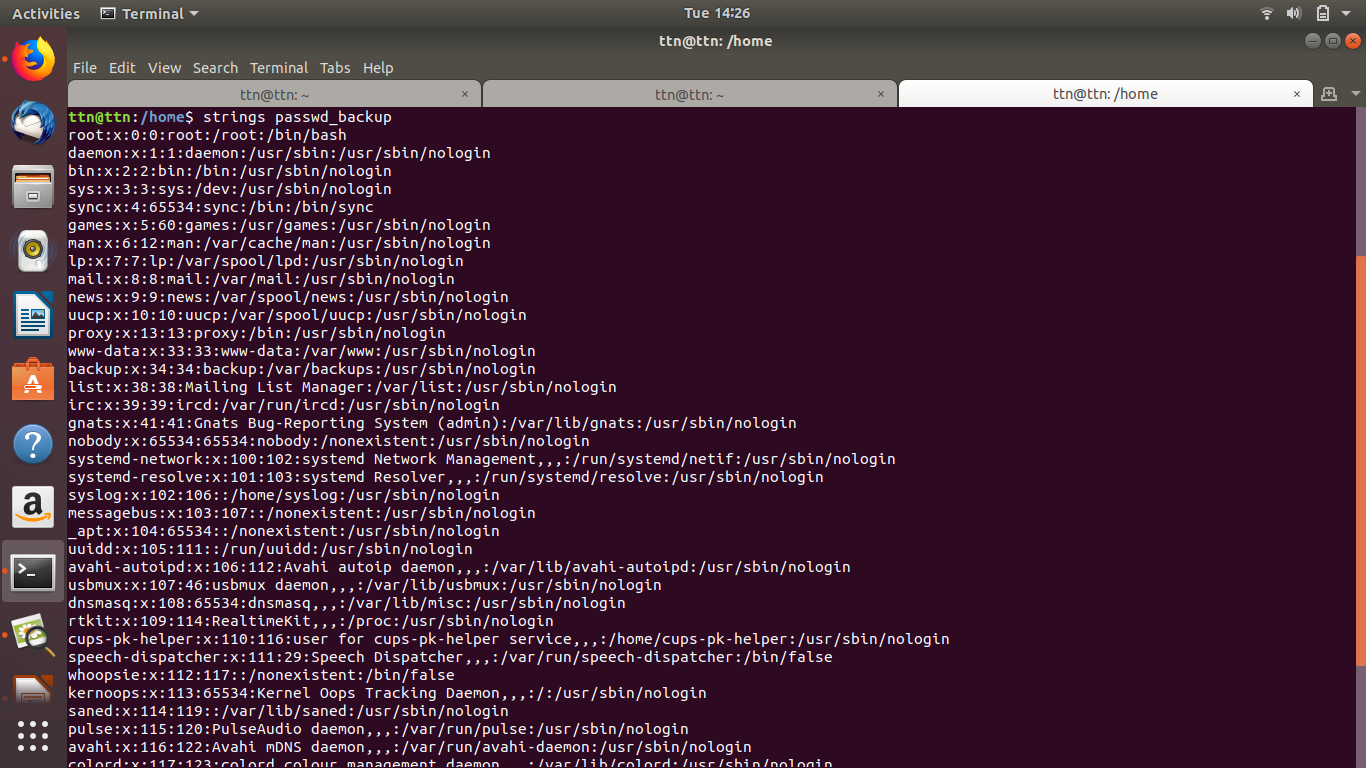 Activities Terminal Tue 14:26
ttn@ttn: /home
File Edit View Search Terminal Tabs Help
ttn@ttn: ~ × ttn@ttn: ~ × ttn@ttn: /home ×
ttn@ttn:/home$ strings passwd_backup
root:x:0:0:root:/root:/bin/bash
daemon:x:1:1:daemon:/usr/sbin:/usr/sbin/nologin
bin:x:2:2:bin:/bin:/usr/sbin/nologin
sys:x:3:3:sys:/dev:/usr/sbin/nologin
sync:x:4:65534:sync:/bin:/bin/sync
games:x:5:60:games:/usr/games:/usr/sbin/nologin
man:x:6:12:man:/var/cache/man:/usr/sbin/nologin
lp:x:7:7:lp:/var/spool/lpd:/usr/sbin/nologin
mail:x:8:8:mail:/var/mail:/usr/sbin/nologin
news:x:9:9:news:/var/spool/news:/usr/sbin/nologin
uucp:x:10:10:uucp:/var/spool/uucp:/usr/sbin/nologin
proxy:x:13:13:proxy:/bin:/usr/sbin/nologin
www-data:x:33:33:www-data:/var/www:/usr/sbin/nologin
backup:x:34:34:backup:/var/backups:/usr/sbin/nologin
list:x:38:38:Mailing List Manager:/var/list:/usr/sbin/nologin
irc:x:39:39:ircd:/var/run/ircd:/usr/sbin/nologin
gnats:x:41:41:Gnats Bug-Reporting System (admin):/var/lib/gnats:/usr/sbin/nologin
nobody:x:65534:65534:nobody:/nonexistent:/usr/sbin/nologin
systemd-network:x:100:102:systemd Network Management,,,:/run/systemd/netif:/usr/sbin/nologin
systemd-resolve:x:101:103:systemd Resolver,,,:/run/systemd/resolve:/usr/sbin/nologin
syslog:x:102:106::/home/syslog:/usr/sbin/nologin
messagebus:x:103:107::/nonexistent:/usr/sbin/nologin
_apt:x:104:65534::/nonexistent:/usr/sbin/nologin
uuidd:x:105:111::/run/uuidd:/usr/sbin/nologin
avahi-autoipd:x:106:112:Avahi autoip daemon,,,:/var/lib/avahi-autoipd:/usr/sbin/nologin
usbmux:x:107:46:usbmux daemon,,,:/var/lib/usbmux:/usr/sbin/nologin
dnsmasq:x:108:65534:dnsmasq,,,:/var/lib/misc:/usr/sbin/nologin
rtkit:x:109:114:RealtimeKit,,,:/proc:/usr/sbin/nologin
cups-pk-helper:x:110:116:user for cups-pk-helper service,,,:/home/cups-pk-helper:/usr/sbin/nologin
speech-dispatcher:x:111:29:Speech Dispatcher,,,:/var/run/speech-dispatcher:/bin/false
whoopsie:x:112:117::/nonexistent:/bin/false
kernoops:x:113:65534:Kernel Oops Tracking Daemon,,,:/:/usr/sbin/nologin
saned:x:114:119::/var/lib/saned:/usr/sbin/nologin
pulse:x:115:120:PulseAudio daemon,,,:/var/run/pulse:/usr/sbin/nologin
avahi:x:116:122:Avahi mDNS daemon,,,:/var/run/avahi-daemon:/usr/sbin/nologin
colord:x:117:123:colord colour management daemon,,,:/var/lib/colord:/usr/sbin/nologin